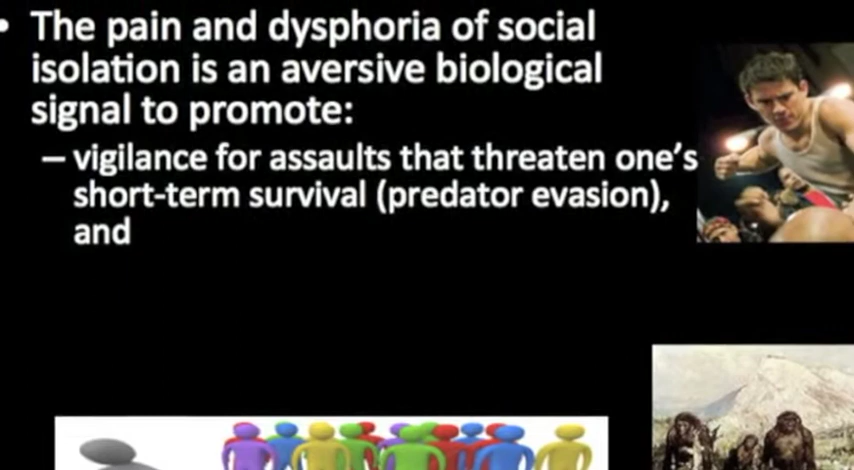 • The pain and dysphoria of social
isolation is an aversive biological
signal to promote:
– vigilance for assaults that threaten one's
short-term survival (predator evasion),
and